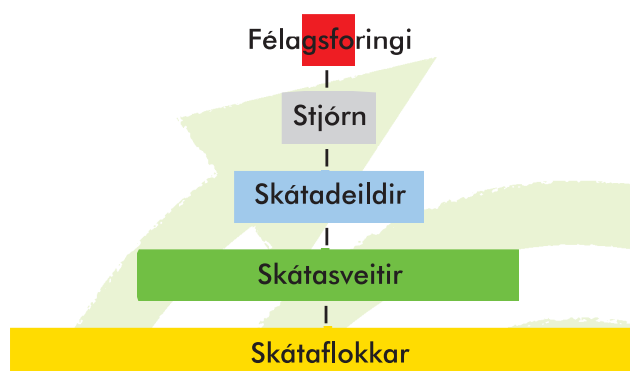 Félagsforingi
Stjórn
Skátadeildir
Skátasveitir
Skátaflokkar